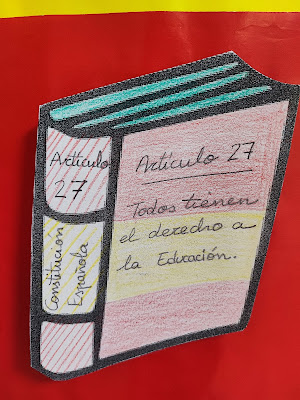 Artículo
27
Constitución
Española
Artículo 27
Todos tienen
el derecho a
la Educación.